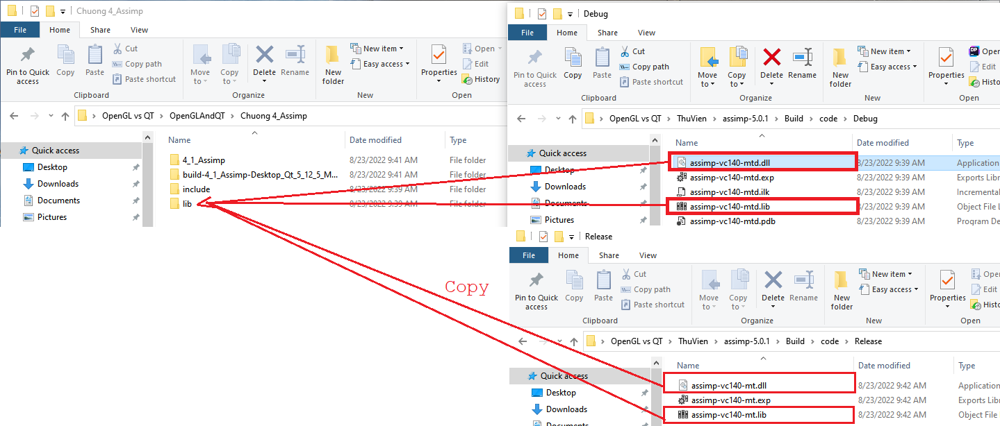 Chuong 4_Assimp
File Home Share View
Pin to Quick access
Copy
Paste
Cut
Copy path
Paste shortcut
Clipboard
Move to
Copy to
Delete
Rename
Organize
New folder
New item
Easy access
New
Properties
Open
Edit
History
Open
OpenGL vs QT > OpenGLAndQT > Chuong 4_Assimp
Quick access
Desktop
Downloads
Documents
Pictures
Name Date modified Type
4_1_Assimp 8/23/2022 9:41 AM File folder
build-4_1_Assimp-Desktop_Qt_5_12_5_M... 8/23/2022 9:41 AM File folder
include 8/23/2022 9:39 AM File folder
lib 8/23/2022 9:39 AM File folder
Debug
File Home Share View
Pin to Quick access
Copy
Paste
Cut
Copy path
Paste shortcut
Clipboard
Move to
Copy to
Delete
Rename
Organize
New folder
New item
Easy access
New
Properties
Open
Edit
Histo
Open
OpenGL vs QT > ThuVien > assimp-5.0.1 > Build > code > Debug
Quick access
Desktop
Downloads
Documents
Pictures
Name Date modified Type
assimp-vc140-mtd.dll 8/23/2022 9:39 AM Application
assimp-vc140-mtd.exp 8/23/2022 9:39 AM Exports Libr
assimp-vc140-mtd.ilk 8/23/2022 9:39 AM Incremental
assimp-vc140-mtd.lib 8/23/2022 9:39 AM Object File L
assimp-vc140-mtd.pdb 8/23/2022 9:39 AM Program De
Copy
Release
File Home Share View
Pin to Quick access
Copy
Paste
Cut
Copy path
Paste shortcut
Clipboard
Move to
Copy to
Delete
Rename
Organize
New folder
New item
Easy access
New
Properties
Open
Edit
Histo
Open
OpenGL vs QT > ThuVien > assimp-5.0.1 > Build > code > Release
Quick access
Desktop
Downloads
Documents
Name Date modified Type
assimp-vc140-mt.dll 8/23/2022 9:42 AM Application
assimp-vc140-mt.exp 8/23/2022 9:42 AM Exports Libr
assimp-vc140-mt.lib 8/23/2022 9:42 AM Object File